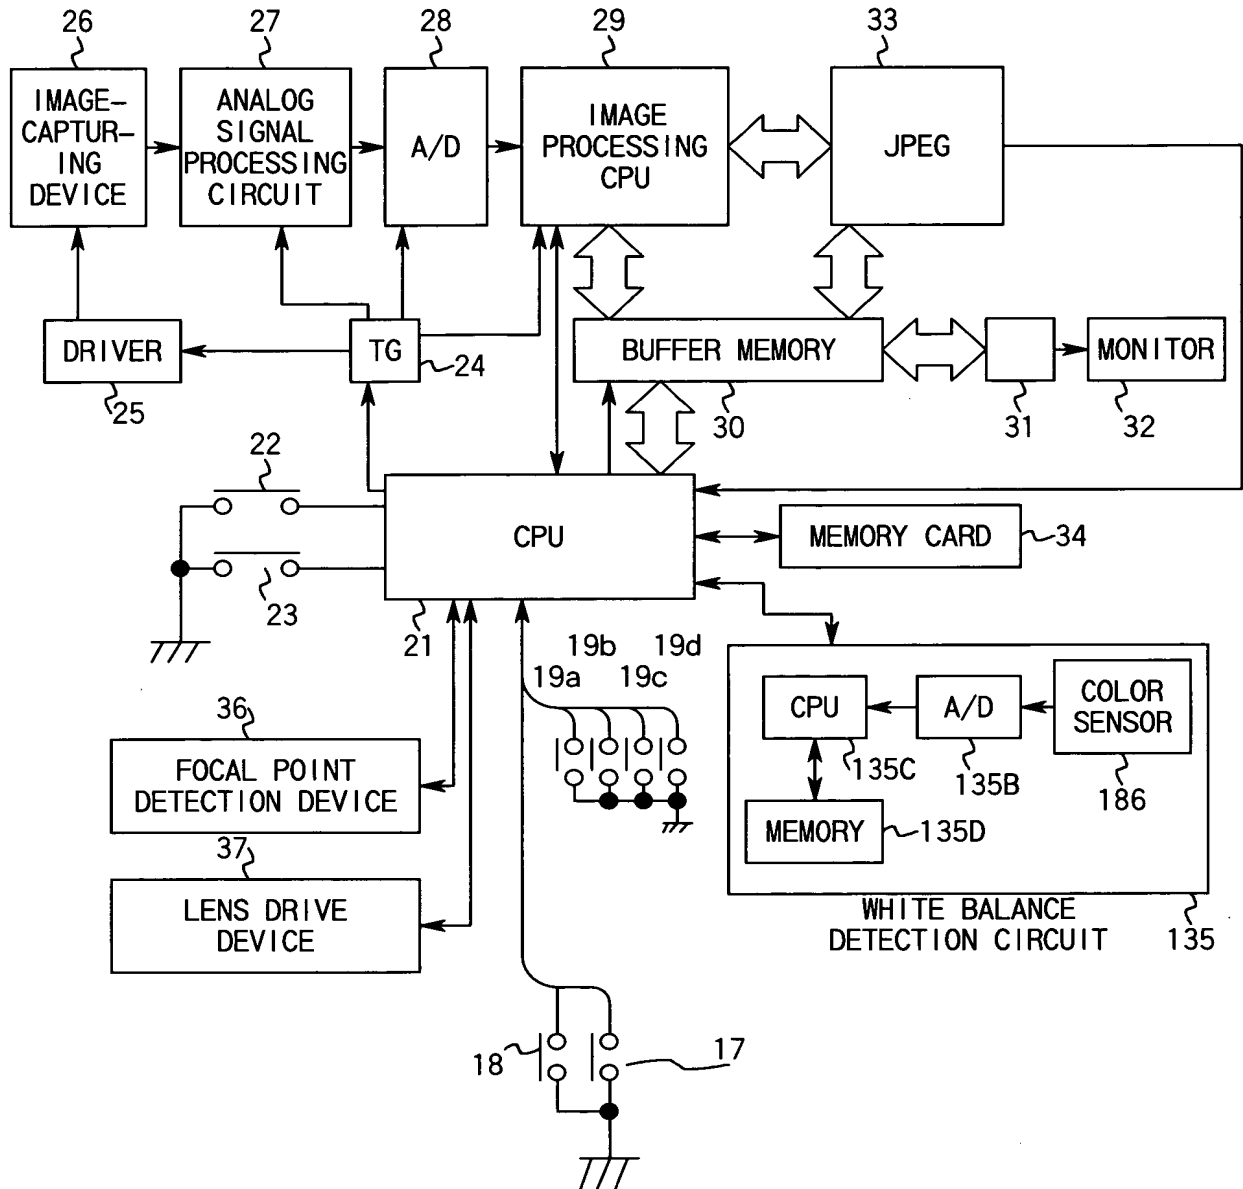 26
27
28
29
33
IMAGE-
CAPTUR-
ING
DEVICE
ANALOG
SIGNAL
PROCESSING
CIRCUIT
A/D
IMAGE
PROCESSING
CPU
JPEG
DRIVER
25
TG
24
BUFFER MEMORY
30
31
MONITOR
32
22
23
CPU
21
MEMORY CARD
34
19a
19b
19c
19d
36
FOCAL POINT
DETECTION DEVICE
37
LENS DRIVE
DEVICE
CPU
135C
A/D
135B
COLOR
SENSOR
186
MEMORY
135D
WHITE BALANCE
DETECTION CIRCUIT
135
18
17